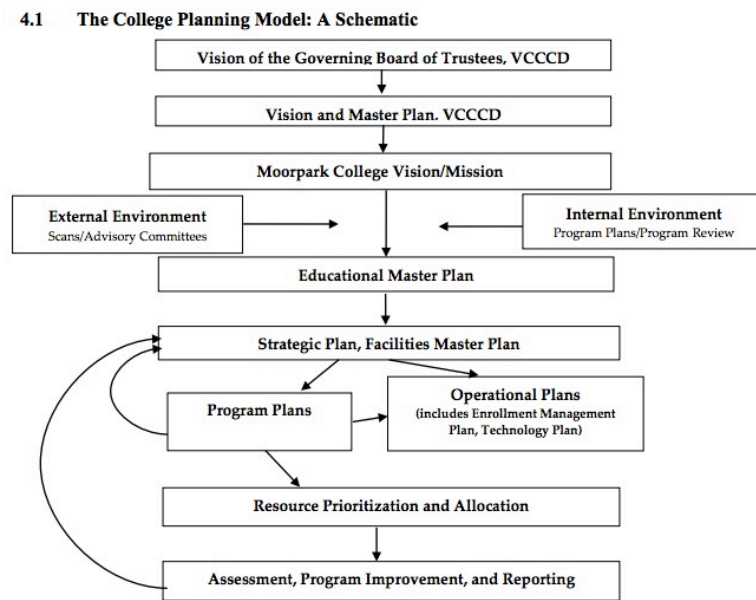 4.1 The College Planning Model: A Schematic
Vision of the Governing Board of Trustees, VCCCD
Vision and Master Plan. VCCCD
Moorpark College Vision/Mission
External Environment
Scans/Advisory Committees
Internal Environment
Program Plans/Program Review
Educational Master Plan
Strategic Plan, Facilities Master Plan
Program Plans
Operational Plans
(includes Enrollment Management
Plan, Technology Plan)
Resource Prioritization and Allocation
Assessment, Program Improvement, and Reporting